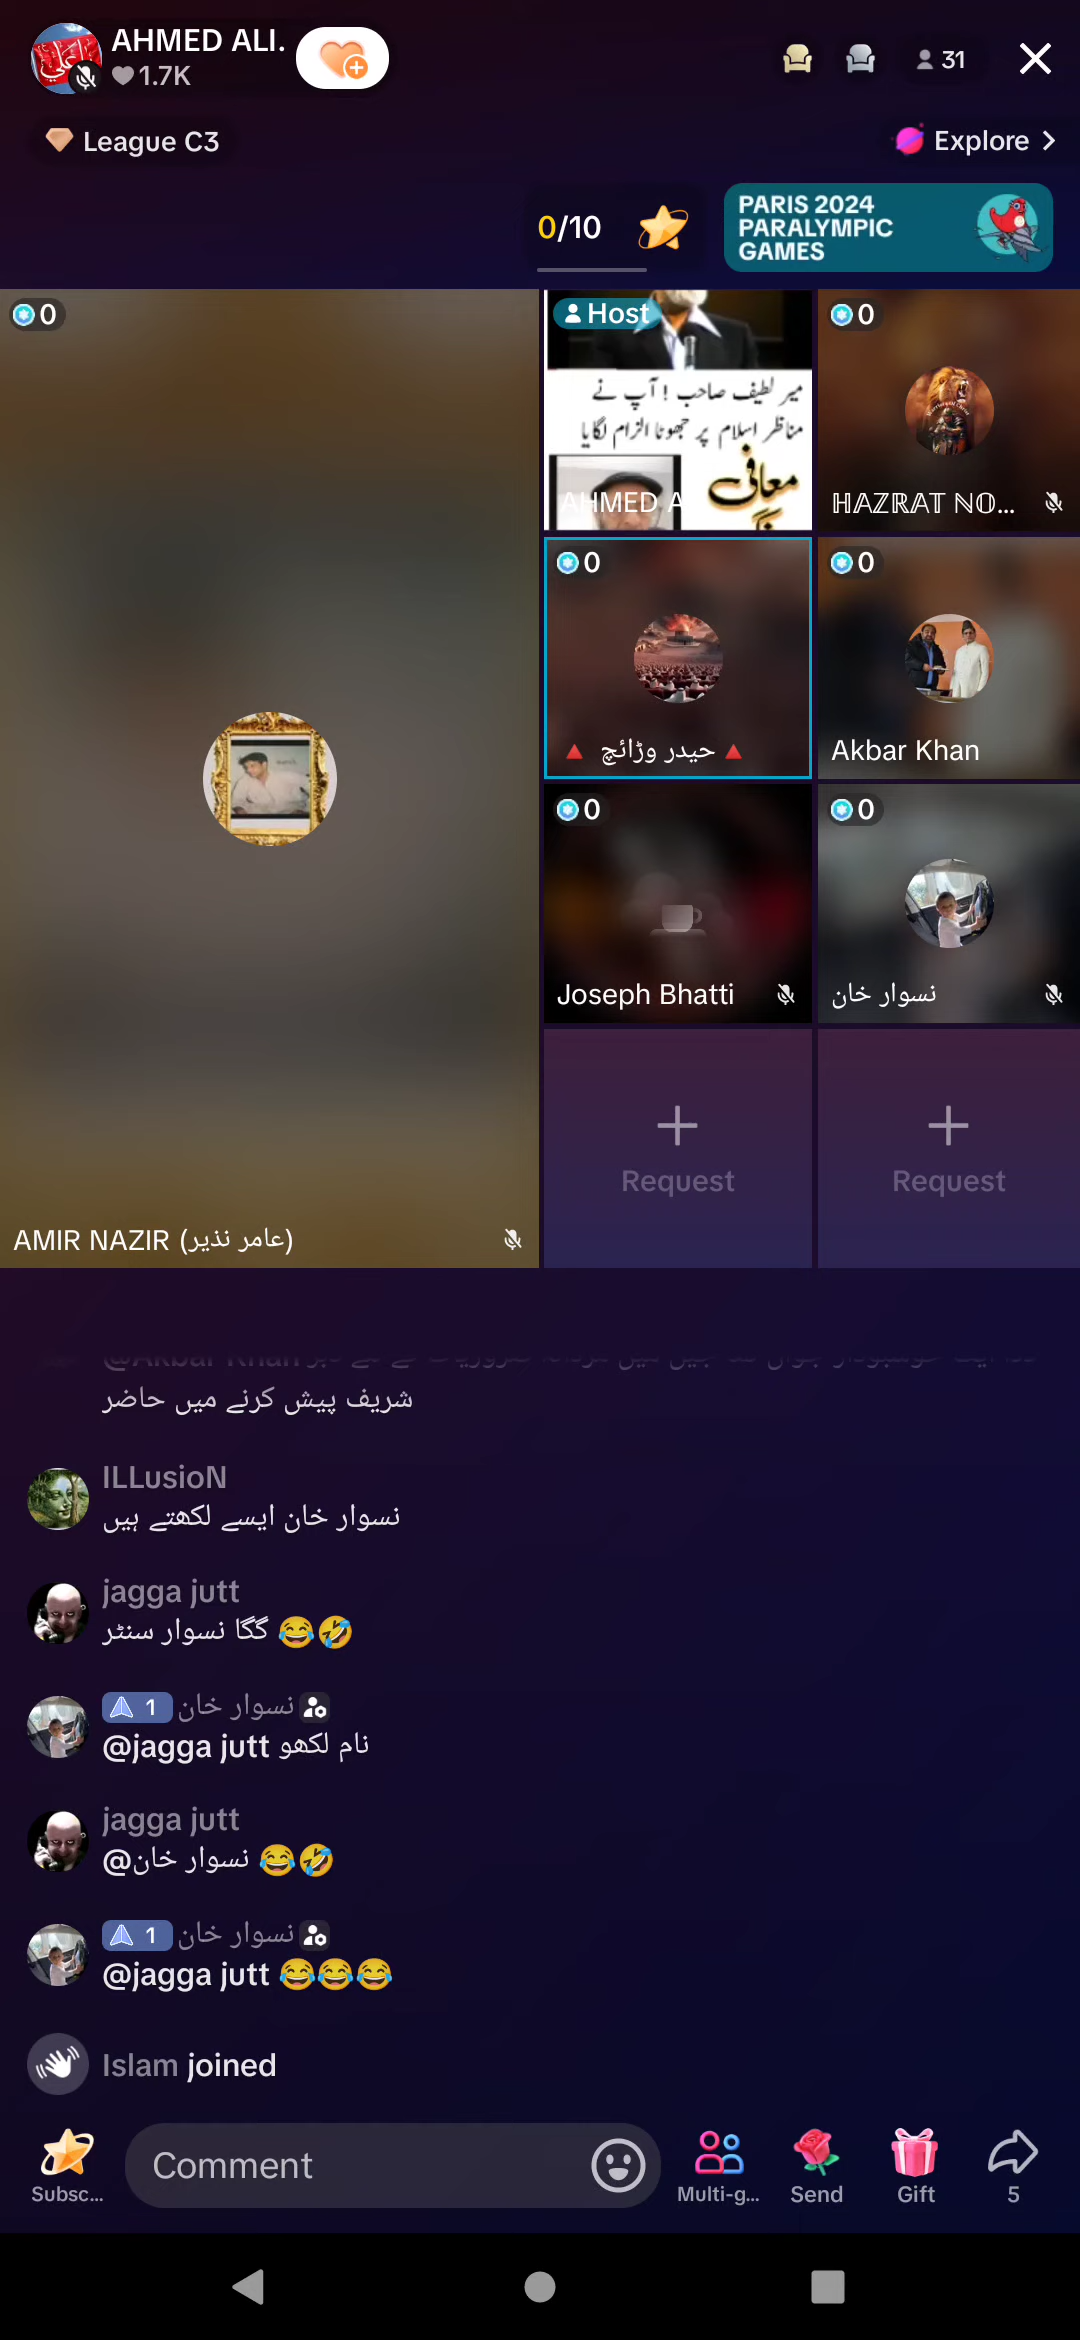 AHMED ALI.
1.7K
31
League C3
Explore
0/10
PARIS 2024
PARALYMPIC
GAMES
0
Host
میر لطیف صاحب ! آپ نے
مناظر اسلام پر جھوٹا الزام لگایا
معافی
AHMED A
0
HAZRAT NO...
0
🔺 حیدر وڑائچ 🔺
0
Akbar Khan
0
Joseph Bhatti
0
نسوار خان
AMIR NAZIR (عامر نذیر)
Request
Request
@Akbar Khan
شریف پیش کرنے میں حاضر
ILLusioN
نسوار خان ایسے لکھتے ہیں
jagga jutt
گگا نسوار سنٹر 😂🤣
1 نسوار خان
@jagga jutt نام لکھو
jagga jutt
@نسوار خان 😂🤣
1 نسوار خان
@jagga jutt 😂😂😂
Islam joined
Subsc...
Comment
Multi-g...
Send
Gift
5